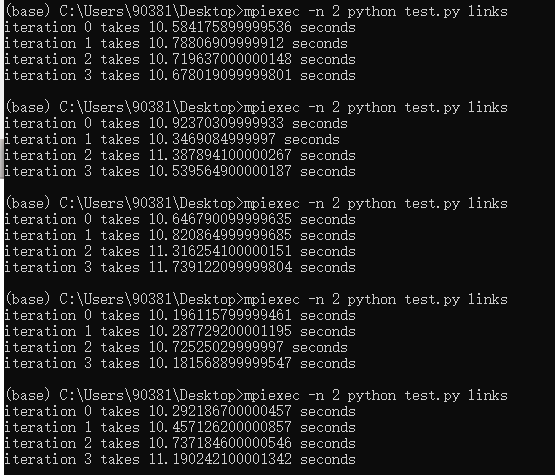 (base) C:\Users\90381\Desktop>mpiexec -n 2 python test.py links
iteration 0 takes 10.584175899999536 seconds
iteration 1 takes 10.78806909999912 seconds
iteration 2 takes 10.719637000000148 seconds
iteration 3 takes 10.678019099999801 seconds
(base) C:\Users\90381\Desktop>mpiexec -n 2 python test.py links
iteration 0 takes 10.92370309999933 seconds
iteration 1 takes 10.3469084999997 seconds
iteration 2 takes 11.387894100000267 seconds
iteration 3 takes 10.539564900000187 seconds
(base) C:\Users\90381\Desktop>mpiexec -n 2 python test.py links
iteration 0 takes 10.646790099999635 seconds
iteration 1 takes 10.820864999999685 seconds
iteration 2 takes 11.316254100000151 seconds
iteration 3 takes 11.739122099999804 seconds
(base) C:\Users\90381\Desktop>mpiexec -n 2 python test.py links
iteration 0 takes 10.196115799999461 seconds
iteration 1 takes 10.287729200001195 seconds
iteration 2 takes 10.72525029999997 seconds
iteration 3 takes 10.181568899999547 seconds
(base) C:\Users\90381\Desktop>mpiexec -n 2 python test.py links
iteration 0 takes 10.292186700000457 seconds
iteration 1 takes 10.457126200000857 seconds
iteration 2 takes 10.737184600000546 seconds
iteration 3 takes 11.190242100001342 seconds